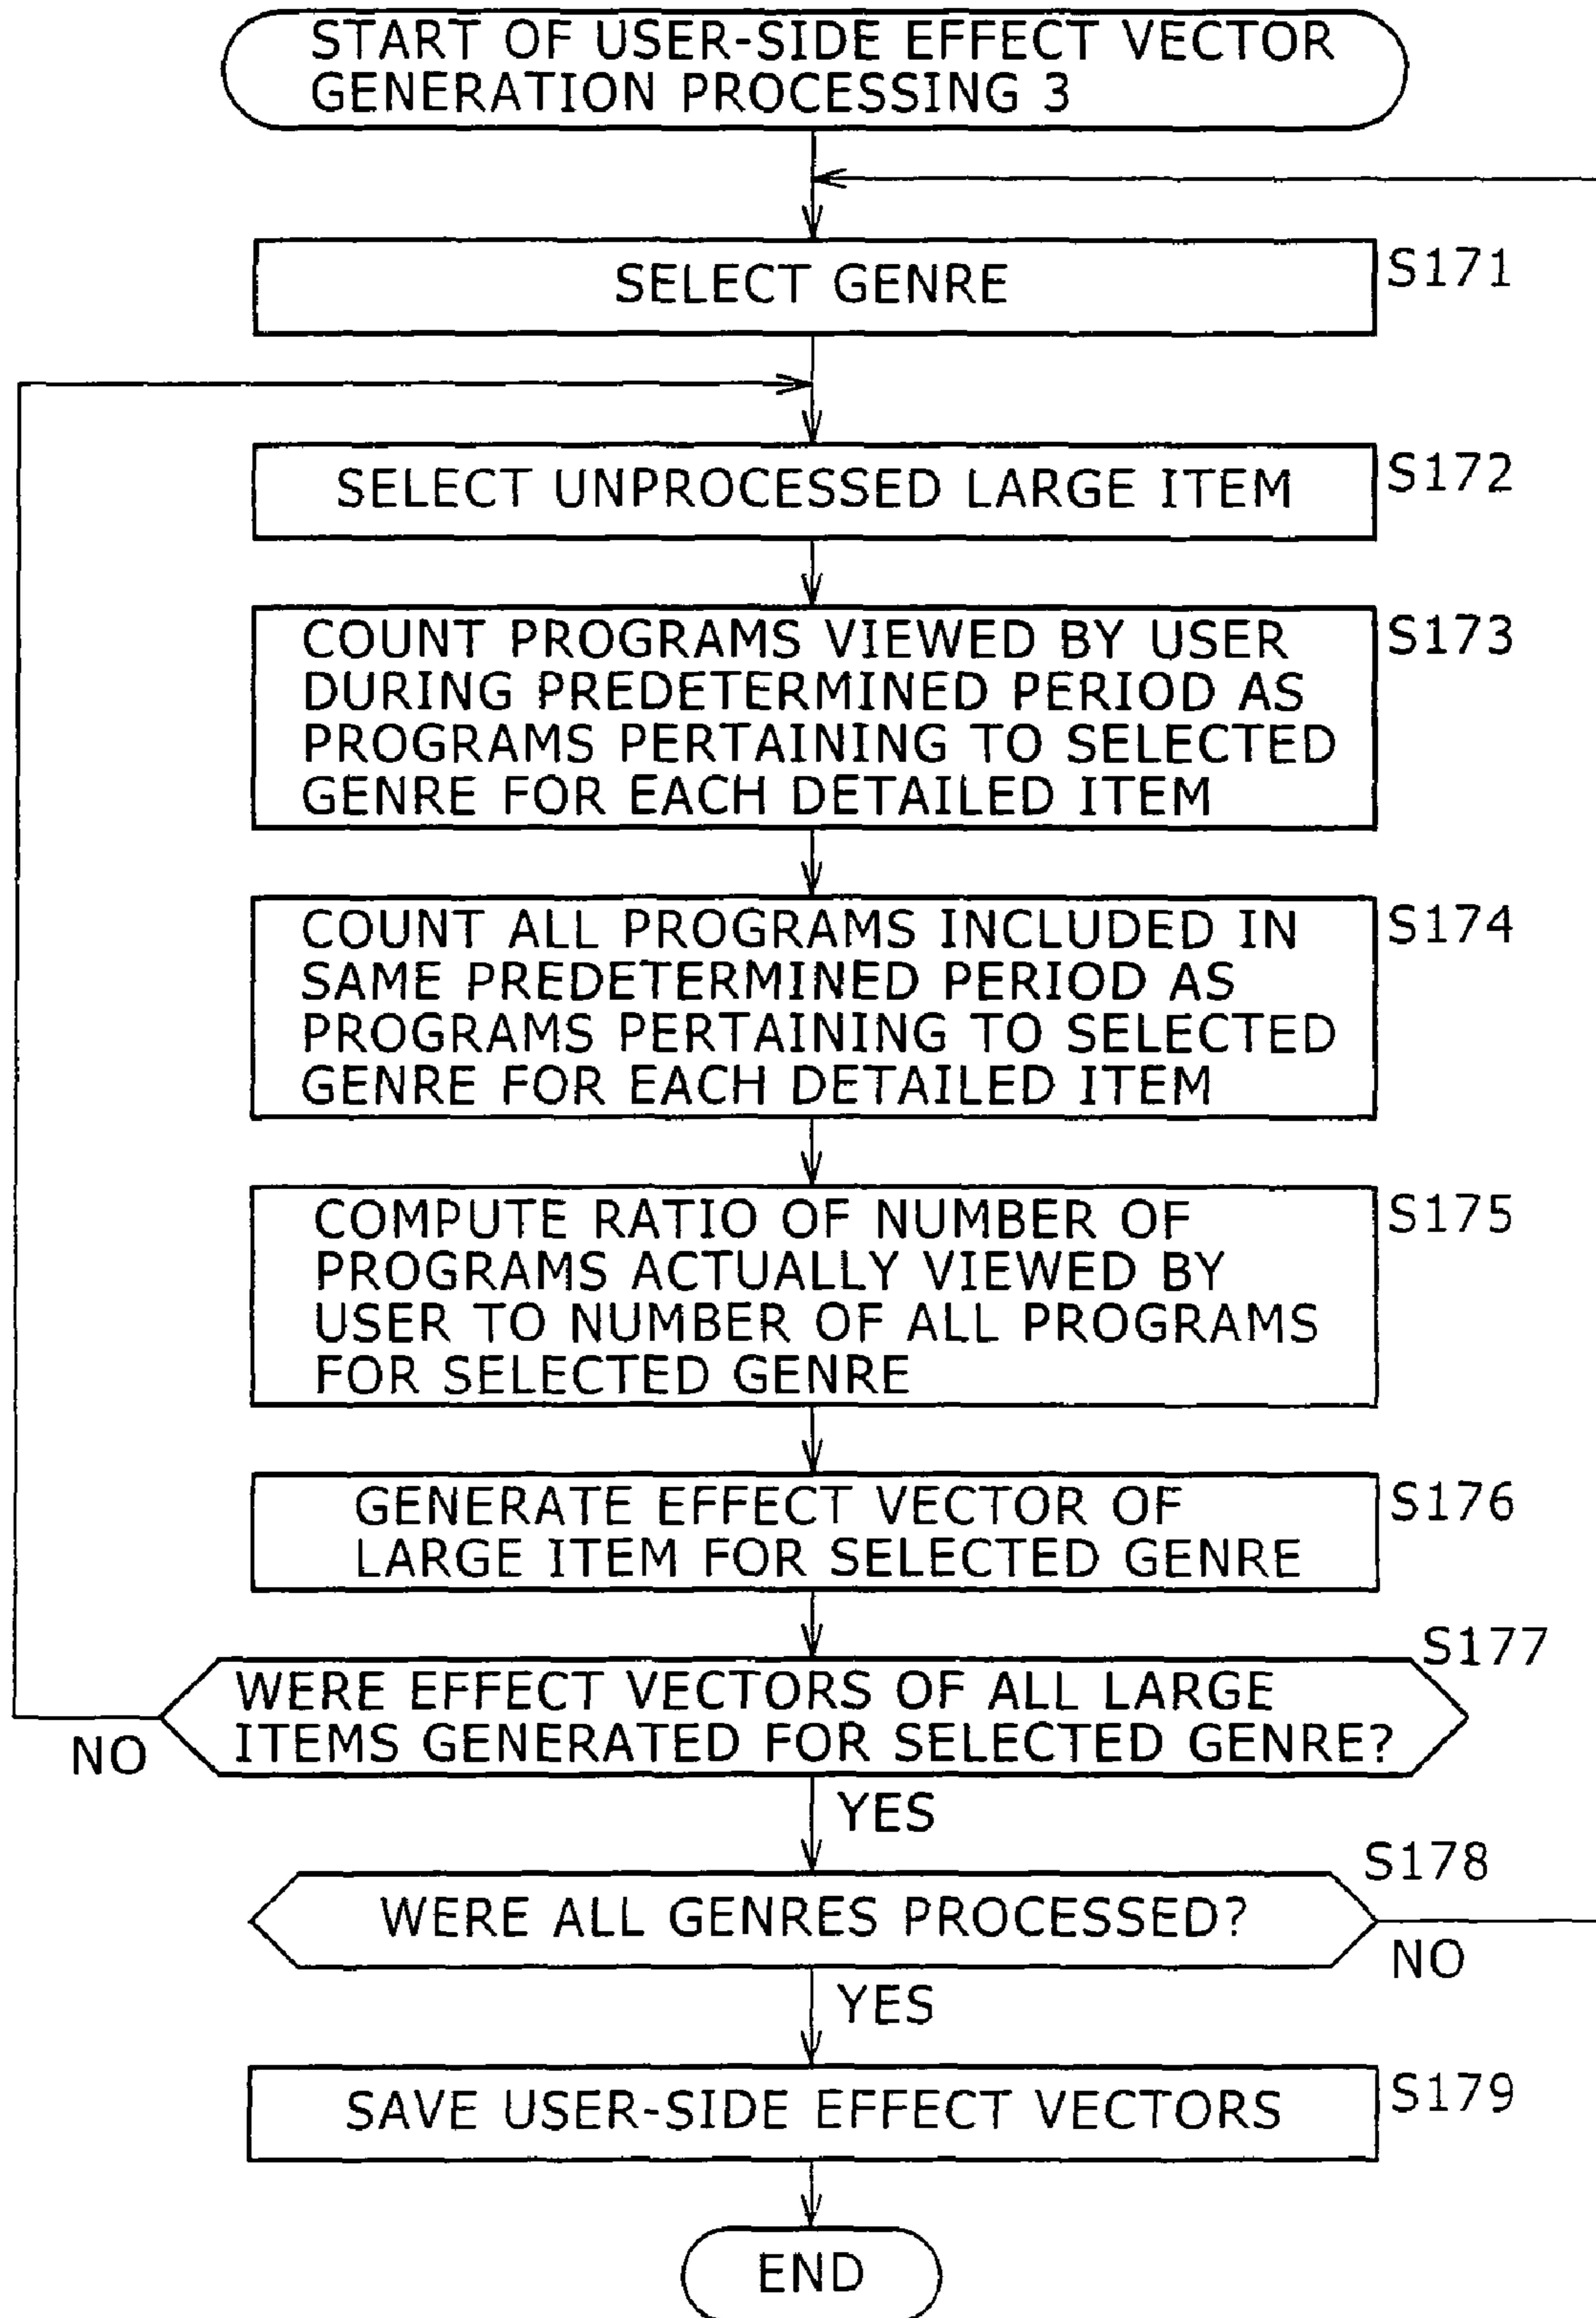 START OF USER-SIDE EFFECT VECTOR
GENERATION PROCESSING 3
SELECT GENRE
S171
SELECT UNPROCESSED LARGE ITEM
S172
COUNT PROGRAMS VIEWED BY USER
DURING PREDETERMINED PERIOD AS
PROGRAMS PERTAINING TO SELECTED
GENRE FOR EACH DETAILED ITEM
S173
COUNT ALL PROGRAMS INCLUDED IN
SAME PREDETERMINED PERIOD AS
PROGRAMS PERTAINING TO SELECTED
GENRE FOR EACH DETAILED ITEM
S174
COMPUTE RATIO OF NUMBER OF
PROGRAMS ACTUALLY VIEWED BY
USER TO NUMBER OF ALL PROGRAMS
FOR SELECTED GENRE
S175
GENERATE EFFECT VECTOR OF
LARGE ITEM FOR SELECTED GENRE
S176
S177
WERE EFFECT VECTORS OF ALL LARGE
ITEMS GENERATED FOR SELECTED GENRE?
NO
YES
S178
WERE ALL GENRES PROCESSED?
NO
YES
SAVE USER-SIDE EFFECT VECTORS
S179
END